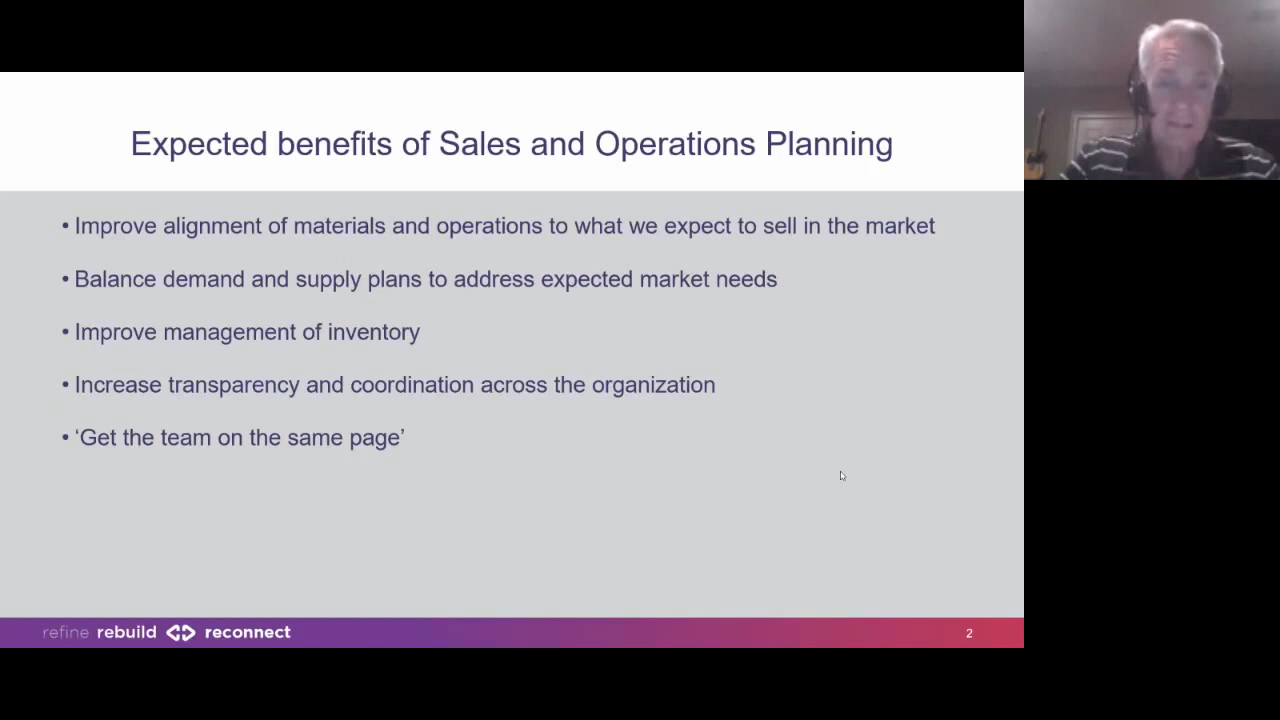 Expected benefits of Sales and Operations Planning
• Improve alignment of materials and operations to what we expect to sell in the market
• Balance demand and supply plans to address expected market needs
• Improve management of inventory
• Increase transparency and coordination across the organization
• ‘Get the team on the same page’
refine rebuild reconnect
2